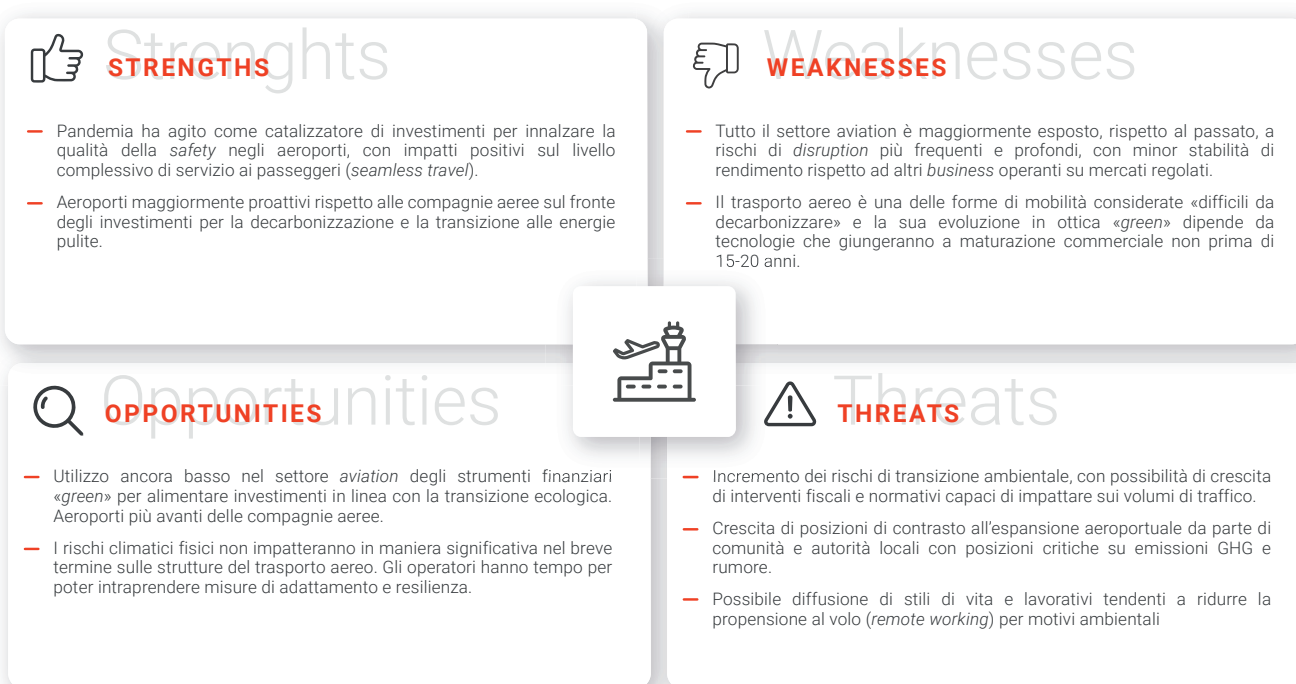 Strenghts
STRENGTHS
Pandemia ha agito come catalizzatore di investimenti per innalzare la
qualità della safety negli aeroporti, con impatti positivi sul livello
complessivo di servizio ai passeggeri (seamless travel).
Aeroporti maggiormente proattivi rispetto alle compagnie aeree sul fronte
degli investimenti per la decarbonizzazione e la transizione alle energie
pulite.
Weaknesses
WEAKNESSES
Tutto il settore aviation è maggiormente esposto, rispetto al passato, a
rischi di disruption più frequenti e profondi, con minor stabilità di
rendimento rispetto ad altri business operanti su mercati regolati.
Il trasporto aereo è una delle forme di mobilità considerate «difficili da
decarbonizzare» e la sua evoluzione in ottica «green» dipende da
tecnologie che giungeranno a maturazione commerciale non prima di
15-20 anni.
Opportunities
OPPORTUNITIES
Utilizzo ancora basso nel settore aviation degli strumenti finanziari
«green» per alimentare investimenti in linea con la transizione ecologica.
Aeroporti più avanti delle compagnie aeree.
I rischi climatici fisici non impatteranno in maniera significativa nel breve
termine sulle strutture del trasporto aereo. Gli operatori hanno tempo per
poter intraprendere misure di adattamento e resilienza.
Threats
THREATS
Incremento dei rischi di transizione ambientale, con possibilità di crescita
di interventi fiscali e normativi capaci di impattare sui volumi di traffico.
Crescita di posizioni di contrasto all'espansione aeroportuale da parte di
comunità e autorità locali con posizioni critiche su emissioni GHG e
rumore.
Possibile diffusione di stili di vita e lavorativi tendenti a ridurre la
propensione al volo (remote working) per motivi ambientali